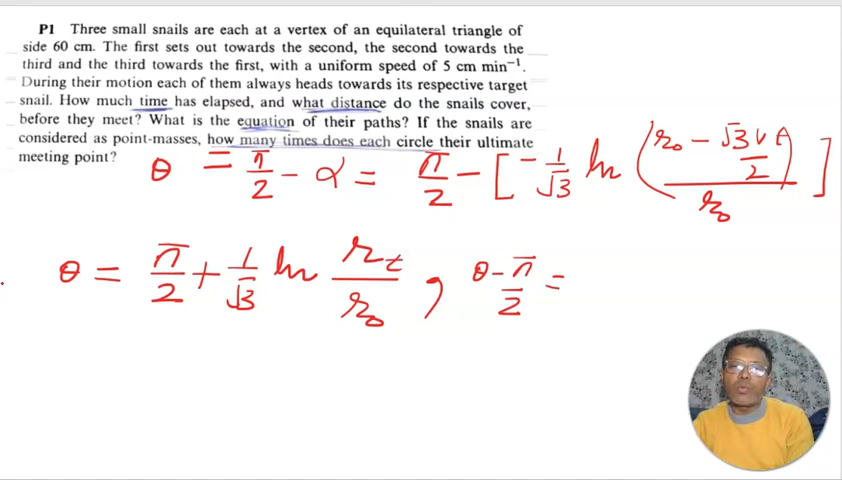 P1 Three small snails are each at a vertex of an equilateral triangle of
side 60 cm. The first sets out towards the second, the second towards the
third and the third towards the first, with a uniform speed of 5 cm min⁻¹.
During their motion each of them always heads towards its respective target
snail. How much time has elapsed, and what distance do the snails cover,
before they meet? What is the equation of their paths? If the snails are
considered as point-masses, how many times does each circle their ultimate
meeting point?
θ = π/2 - α = π/2 - [ - 1/√3 ln ( (r₀ - √3 v t/2) / r₀ ) ]
θ = π/2 + 1/√3 ln r_t/r₀ , θ - π/2 =